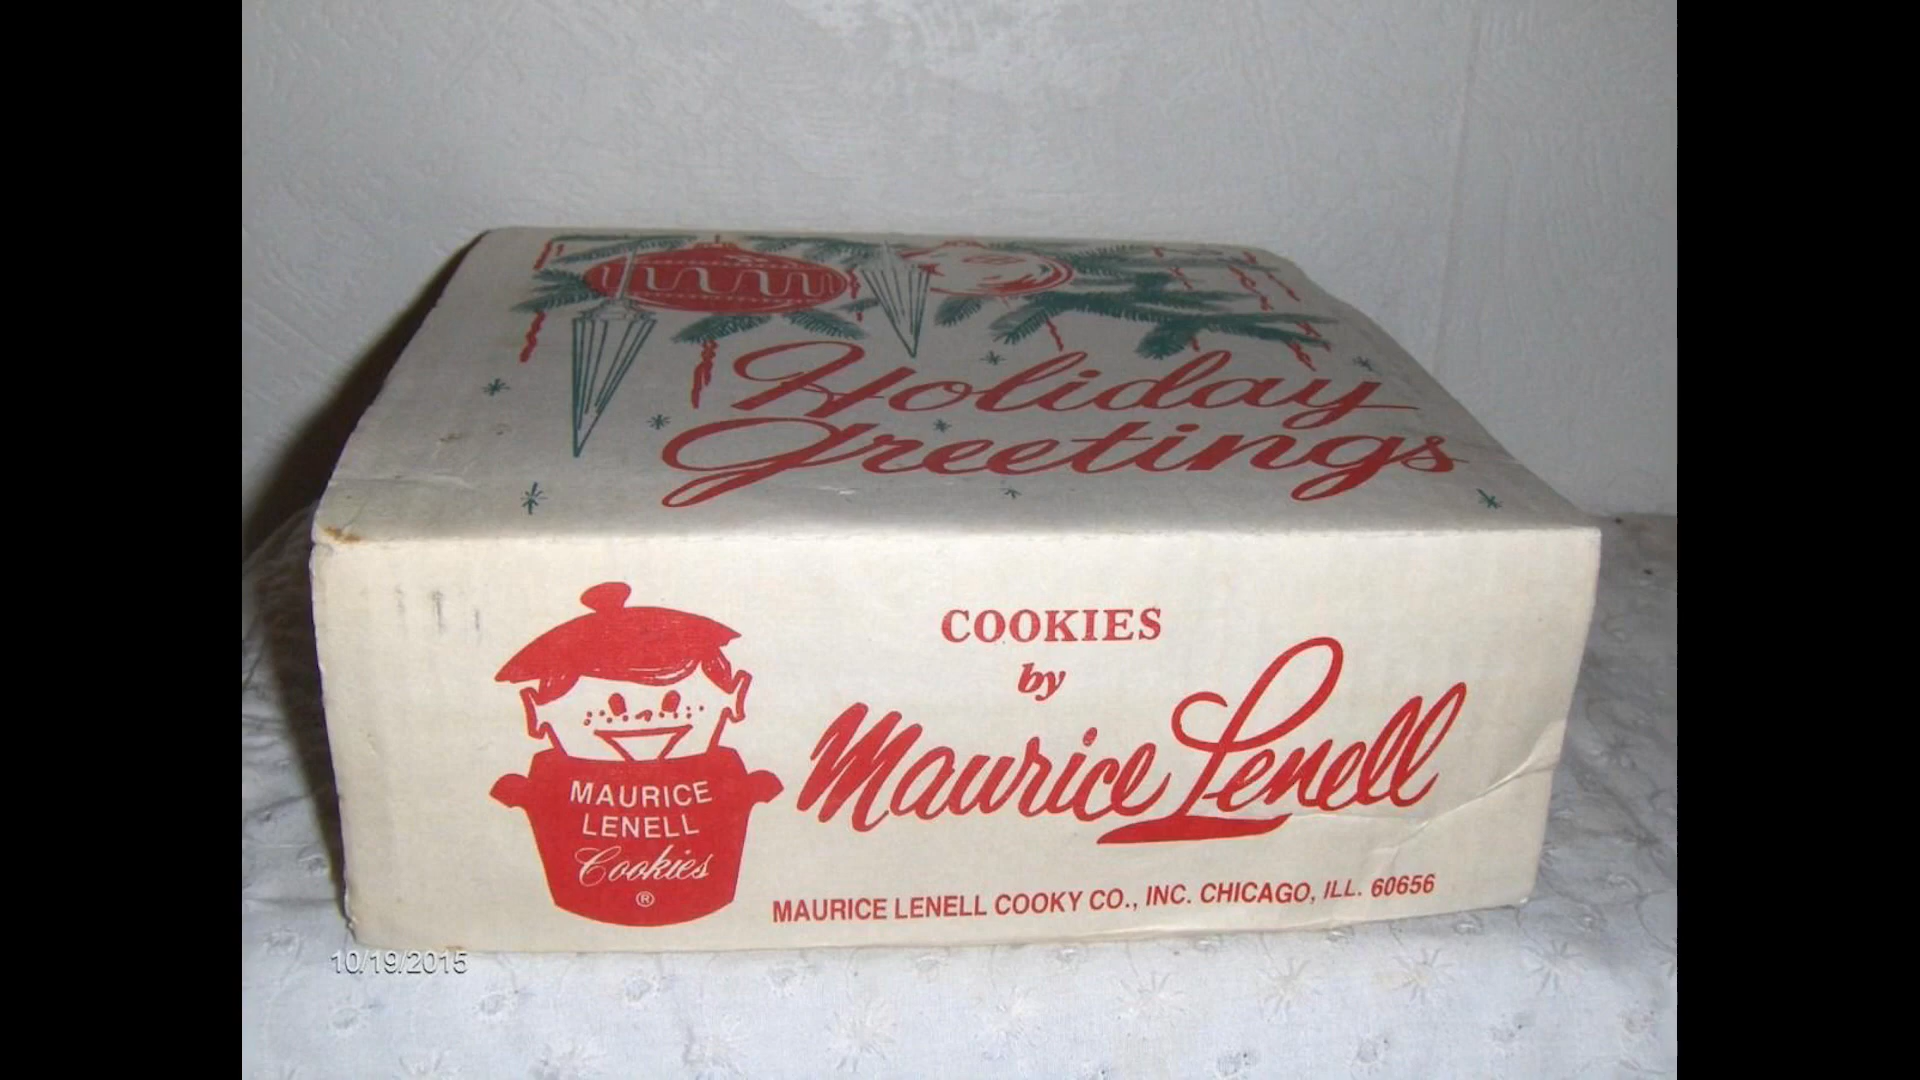 Holiday
Greetings
COOKIES
by
Maurice Lenell
MAURICE
LENELL
Cookies
®
MAURICE LENELL COOKY CO., INC. CHICAGO, ILL. 60656
10/19/2015